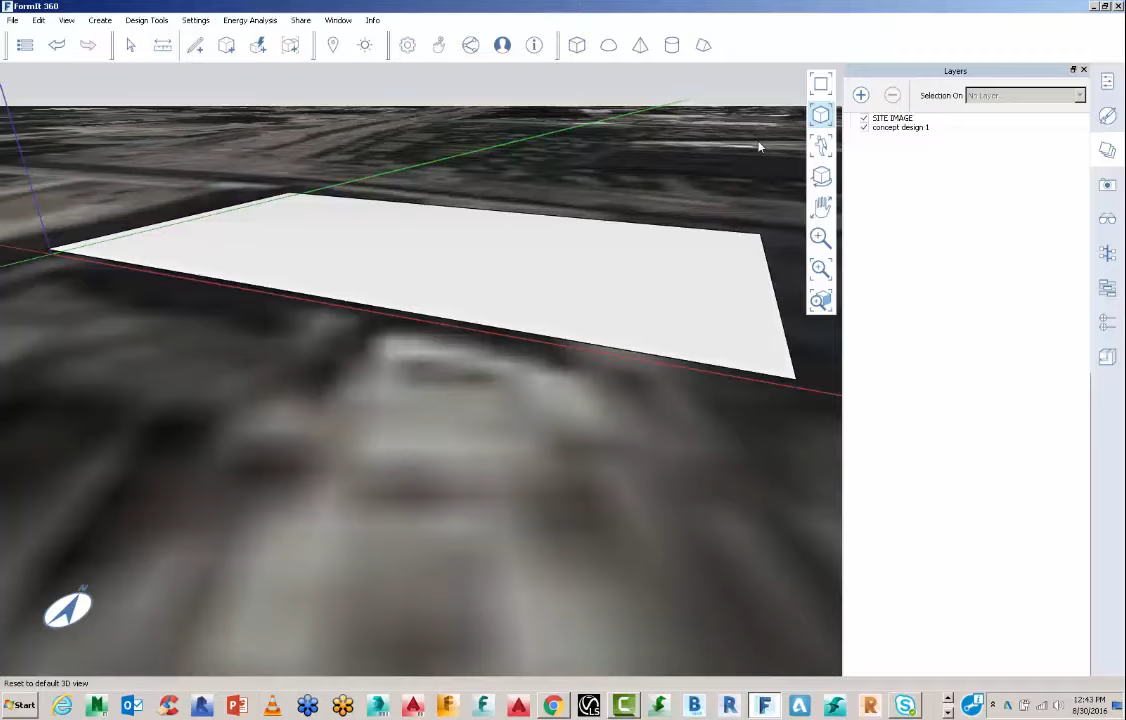 FormIt 360
File Edit View Create Design Tools Settings Energy Analysis Share Window Info
Layers
Selection On No Layer...
SITE IMAGE
concept design 1
N
Reset to default 3D view
Start
12:43 PM
8/30/2016